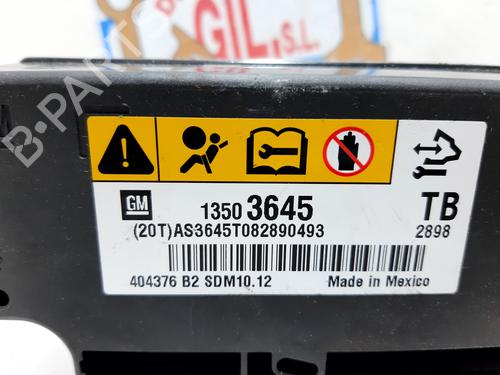 GIL, S.L
GM
1350 3645
TB
(20T)AS3645T082890493
2898
404376 B2 SDM10.12
Made in Mexico
B-PARTS